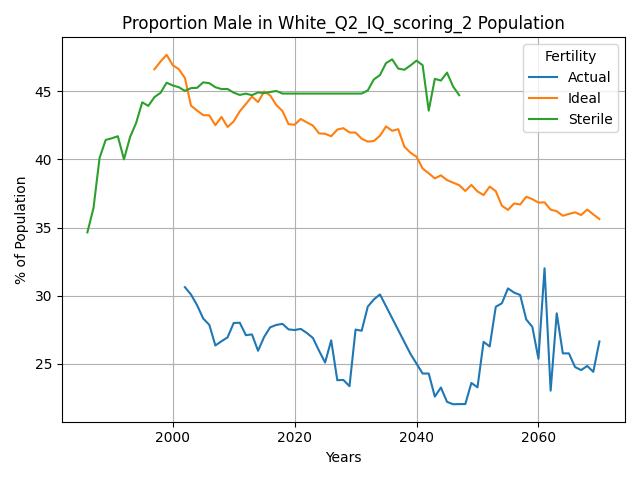 Proportion Male in White_Q2_IQ_scoring_2 Population
Fertility
Actual
Ideal
Sterile
% of Population
45
40
35
30
25
2000
2020
2040
2060
Years